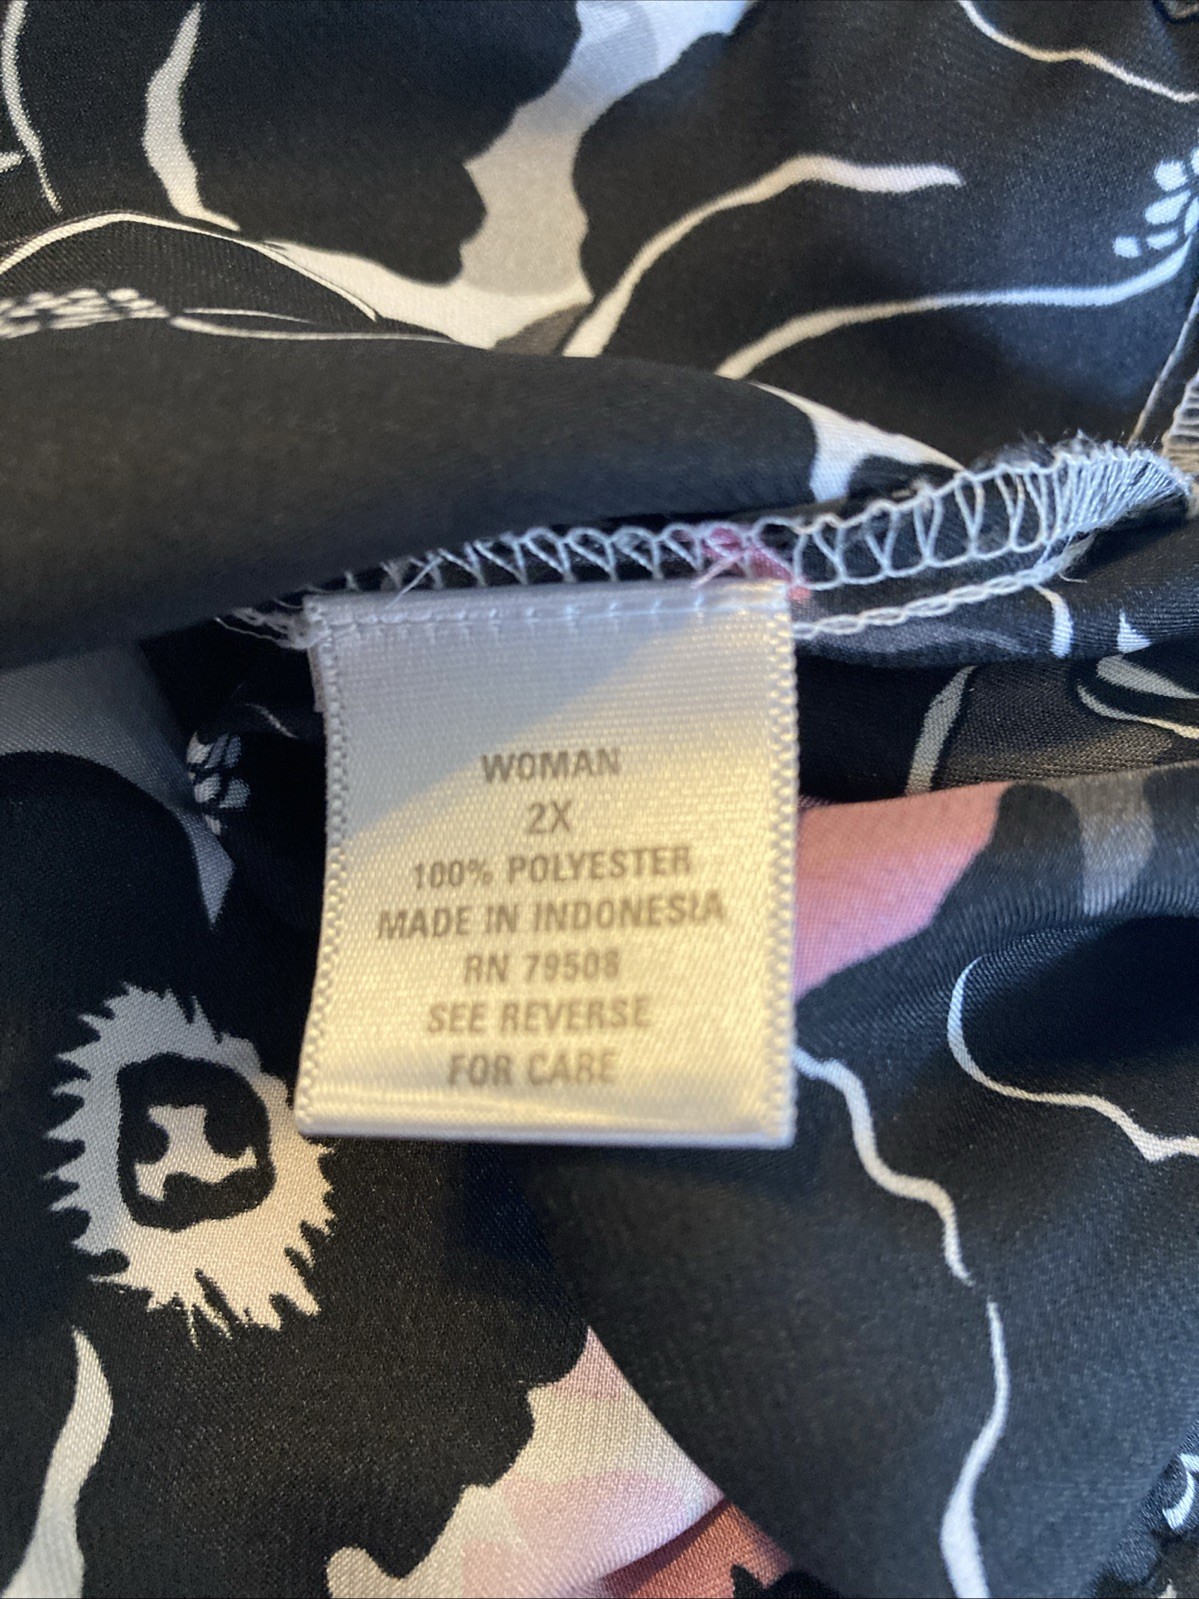 WOMAN
2X
100% POLYESTER
MADE IN INDONESIA
RN 79508
SEE REVERSE
FOR CARE